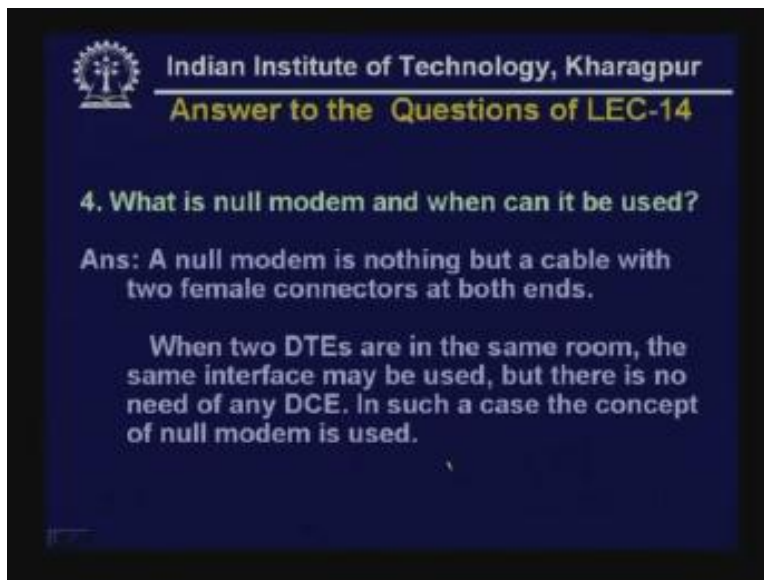 Indian Institute of Technology, Kharagpur
Answer to the Questions of LEC-14
4. What is null modem and when can it be used?
Ans: A null modem is nothing but a cable with
two female connectors at both ends.
When two DTEs are in the same room, the
same interface may be used, but there is no
need of any DCE. In such a case the concept
of null modem is used.